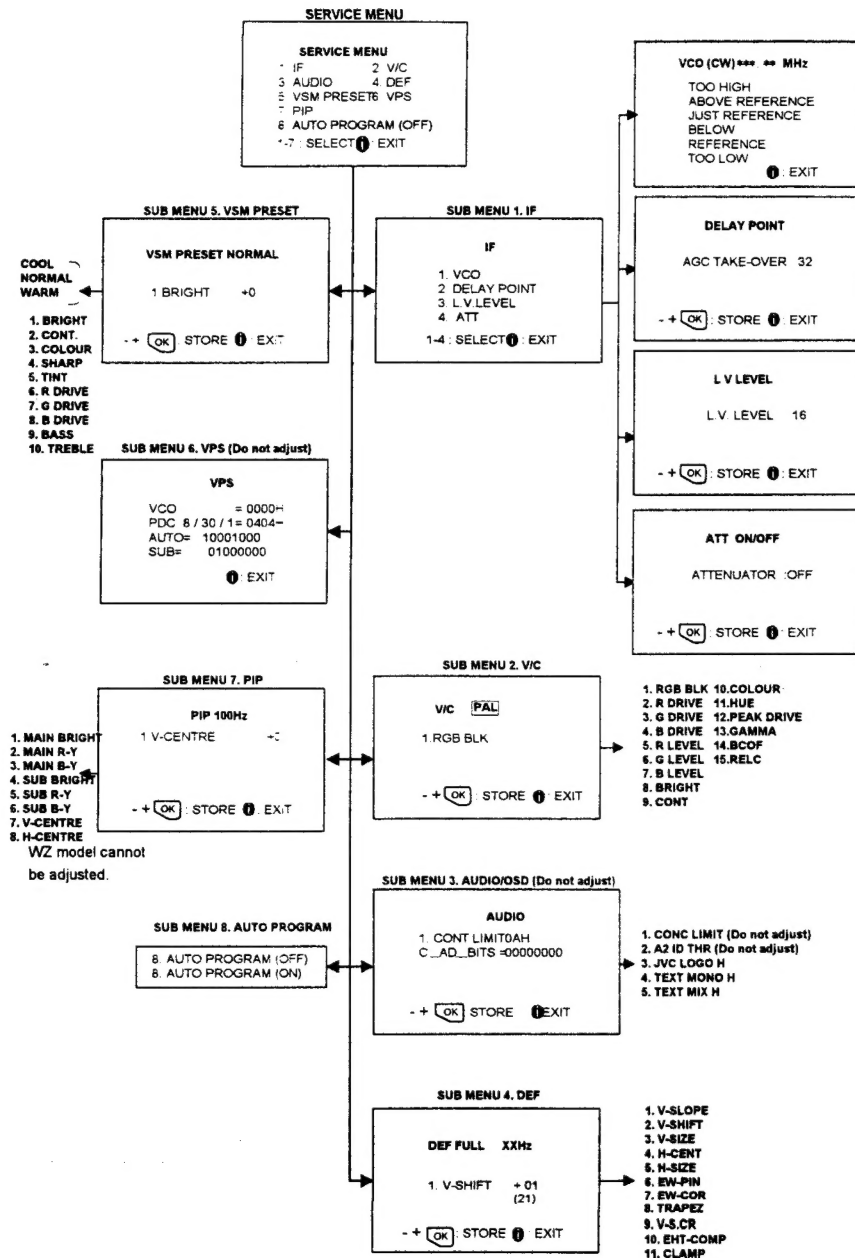 SERVICE MENU
SERVICE MENU
1 IF 2 V/C
3 AUDIO 4. DEF
5 VSM PRESET6 VPS
7 PIP
8 AUTO PROGRAM (OFF)
1-7 : SELECT i : EXIT
VCO (CW) ***. ** MHz
TOO HIGH
ABOVE REFERENCE
JUST REFERENCE
BELOW
REFERENCE
TOO LOW
i : EXIT
SUB MENU 5. VSM PRESET
VSM PRESET NORMAL
1 BRIGHT +0
- + OK : STORE i : EXIT
COOL
NORMAL
WARM
1. BRIGHT
2. CONT.
3. COLOUR
4. SHARP
5. TINT
6. R DRIVE
7. G DRIVE
8. B DRIVE
9. BASS
10. TREBLE
SUB MENU 1. IF
IF
1. VCO
2 DELAY POINT
3. L.V.LEVEL
4. ATT
1-4 : SELECT i : EXIT
DELAY POINT
AGC TAKE-OVER 32
- + OK : STORE i : EXIT
L V LEVEL
L.V. LEVEL 16
- + OK : STORE i : EXIT
ATT ON/OFF
ATTENUATOR :OFF
- + OK : STORE i : EXIT
SUB MENU 6. VPS (Do not adjust)
VPS
VCO = 0000H
PDC 8 / 30 / 1= 0404H
AUTO= 10001000
SUB= 01000000
i : EXIT
SUB MENU 7. PIP
PIP 100Hz
1 V-CENTRE
- + OK : STORE i : EXIT
1. MAIN BRIGHT
2. MAIN R-Y
3. MAIN B-Y
4. SUB BRIGHT
5. SUB R-Y
6. SUB B-Y
7. V-CENTRE
8. H-CENTRE
WZ model cannot
be adjusted.
SUB MENU 2. V/C
V/C PAL
1.RGB BLK
- + OK : STORE i : EXIT
1. RGB BLK 10.COLOUR
2. R DRIVE 11.HUE
3. G DRIVE 12.PEAK DRIVE
4. B DRIVE 13.GAMMA
5. R LEVEL 14.BCOF
6. G LEVEL 15.RELC
7. B LEVEL
8. BRIGHT
9. CONT
SUB MENU 8. AUTO PROGRAM
8. AUTO PROGRAM (OFF)
8. AUTO PROGRAM (ON)
SUB MENU 3. AUDIO/OSD (Do not adjust)
AUDIO
1. CONT LIMIT0AH
C_AD_BITS =00000000
- + OK : STORE i EXIT
1. CONC LIMIT (Do not adjust)
2. A2 ID THR (Do not adjust)
3. JVC LOGO H
4. TEXT MONO H
5. TEXT MIX H
SUB MENU 4. DEF
DEF FULL XXHz
1. V-SHIFT + 01
(21)
- + OK : STORE i : EXIT
1. V-SLOPE
2. V-SHIFT
3. V-SIZE
4. H-CENT
5. H-SIZE
6. EW-PIN
7. EW-COR
8. TRAPEZ
9. V-S.CR
10. EHT-COMP
11. CLAMP